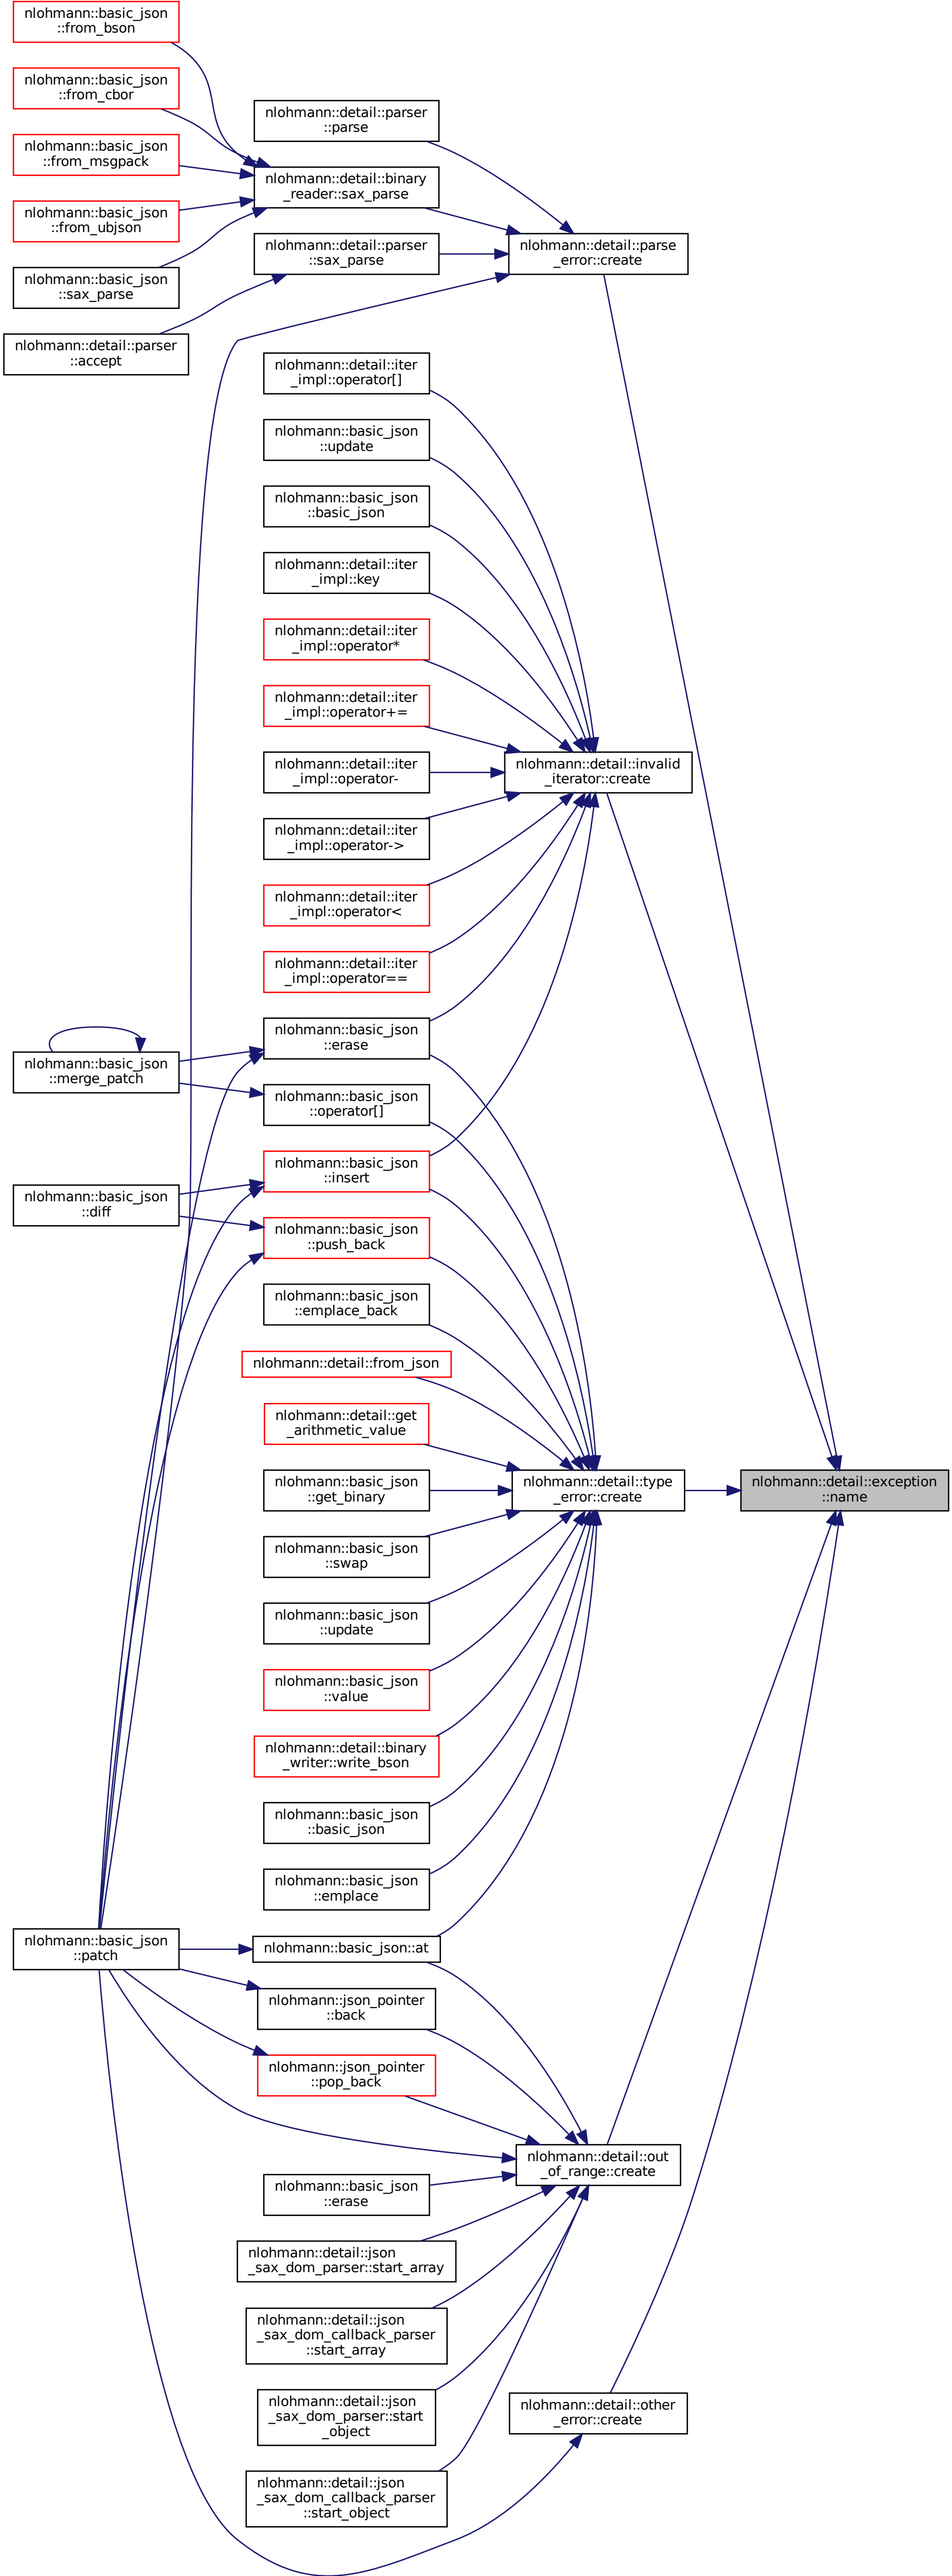 nlohmann::basic_json
::from_bson
nlohmann::basic_json
::from_cbor
nlohmann::detail::parser
::parse
nlohmann::basic_json
::from_msgpack
nlohmann::detail::binary
_reader::sax_parse
nlohmann::basic_json
::from_ubjson
nlohmann::detail::parser
::sax_parse
nlohmann::detail::parse
_error::create
nlohmann::basic_json
::sax_parse
nlohmann::detail::parser
::accept
nlohmann::detail::iter
_impl::operator[]
nlohmann::basic_json
::update
nlohmann::basic_json
::basic_json
nlohmann::detail::iter
_impl::key
nlohmann::detail::iter
_impl::operator*
nlohmann::detail::iter
_impl::operator+=
nlohmann::detail::iter
_impl::operator-
nlohmann::detail::invalid
_iterator::create
nlohmann::detail::iter
_impl::operator->
nlohmann::detail::iter
_impl::operator<
nlohmann::detail::iter
_impl::operator==
nlohmann::basic_json
::erase
nlohmann::basic_json
::merge_patch
nlohmann::basic_json
::operator[]
nlohmann::basic_json
::insert
nlohmann::basic_json
::diff
nlohmann::basic_json
::push_back
nlohmann::basic_json
::emplace_back
nlohmann::detail::from_json
nlohmann::detail::get
_arithmetic_value
nlohmann::basic_json
::get_binary
nlohmann::detail::type
_error::create
nlohmann::detail::exception
::name
nlohmann::basic_json
::swap
nlohmann::basic_json
::update
nlohmann::basic_json
::value
nlohmann::detail::binary
_writer::write_bson
nlohmann::basic_json
::basic_json
nlohmann::basic_json
::emplace
nlohmann::basic_json
::patch
nlohmann::basic_json::at
nlohmann::json_pointer
::back
nlohmann::json_pointer
::pop_back
nlohmann::detail::out
_of_range::create
nlohmann::basic_json
::erase
nlohmann::detail::json
_sax_dom_parser::start_array
nlohmann::detail::json
_sax_dom_callback_parser
::start_array
nlohmann::detail::json
_sax_dom_parser::start
_object
nlohmann::detail::other
_error::create
nlohmann::detail::json
_sax_dom_callback_parser
::start_object